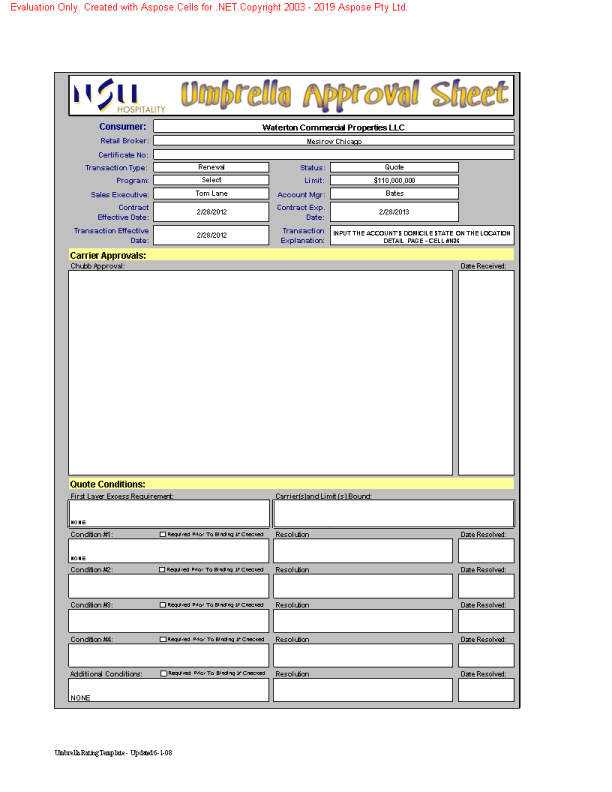 Evaluation Only. Created with Aspose.Cells for .NET.Copyright 2003 - 2019 Aspose Pty Ltd.
NSU HOSPITALITY Umbrella Approval Sheet
Consumer: Waterton Commercial Properties LLC
Retail Broker: Mesirow Chicago
Certificate No:
Transaction Type: Renewal Status: Quote
Program: Select Limit: $110,000,000
Sales Executive: Tom Lane Account Mgr: Bates
Contract Effective Date: 2/28/2012 Contract Exp. Date: 2/28/2013
Transaction Effective Date: 2/28/2012 Transaction Explanation: INPUT THE ACCOUNT'S DOMICILE STATE ON THE LOCATION DETAIL PAGE - CELL #N26
Carrier Approvals:
Chubb Approval: Date Received:
Quote Conditions:
First Layer Excess Requirement: Carrier(s)and Limit (s) Bound:
NONE
Condition #1: Required Prior To Binding If Checked Resolution Date Resolved:
NONE
Condition #2: Required Prior To Binding If Checked Resolution Date Resolved:
Condition #3: Required Prior To Binding If Checked Resolution Date Resolved:
Condition #4: Required Prior To Binding If Checked Resolution Date Resolved:
Additional Conditions: Required Prior To Binding If Checked Resolution Date Resolved:
NONE
Umbrella Rating Template - Updated 6-1-08